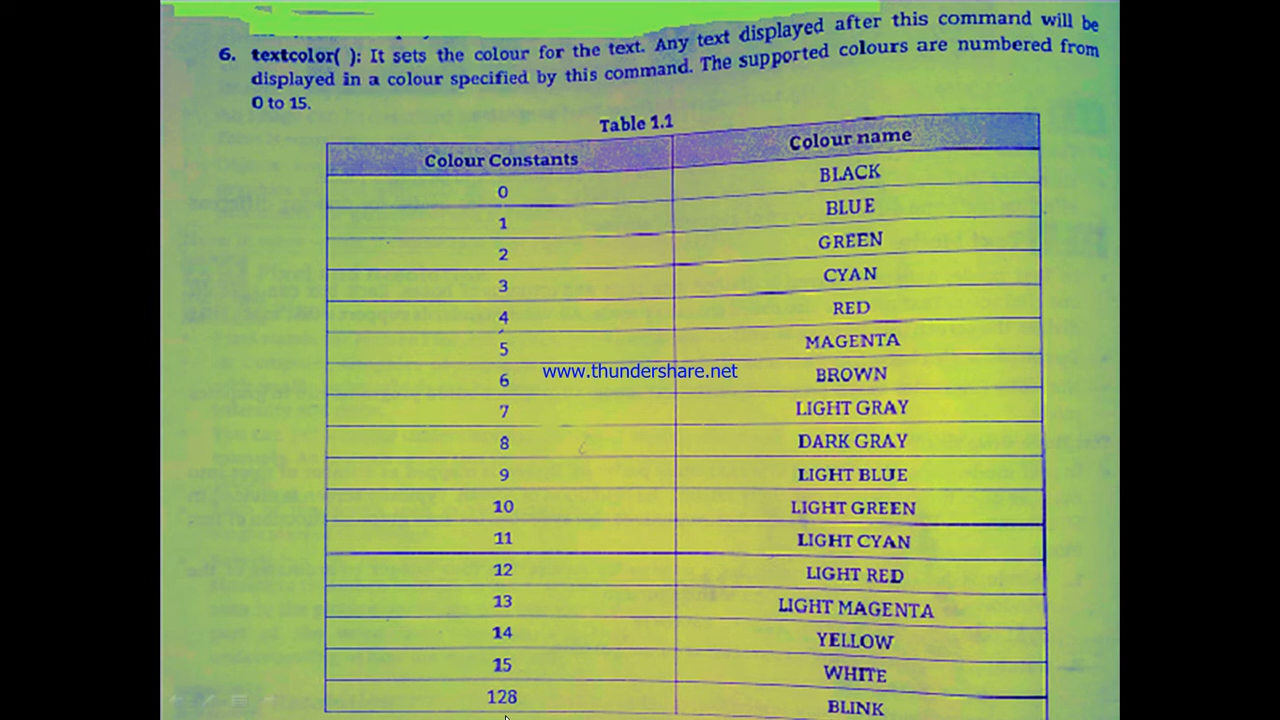 6. textcolor( ): It sets the colour for the text. Any text displayed after this command will be
displayed in a colour specified by this command. The supported colours are numbered from
0 to 15.
Table 1.1
Colour Constants Colour name
0 BLACK
1 BLUE
2 GREEN
3 CYAN
4 RED
5 MAGENTA
6 BROWN
www.thundershare.net
7 LIGHT GRAY
8 DARK GRAY
9 LIGHT BLUE
10 LIGHT GREEN
11 LIGHT CYAN
12 LIGHT RED
13 LIGHT MAGENTA
14 YELLOW
15 WHITE
128 BLINK